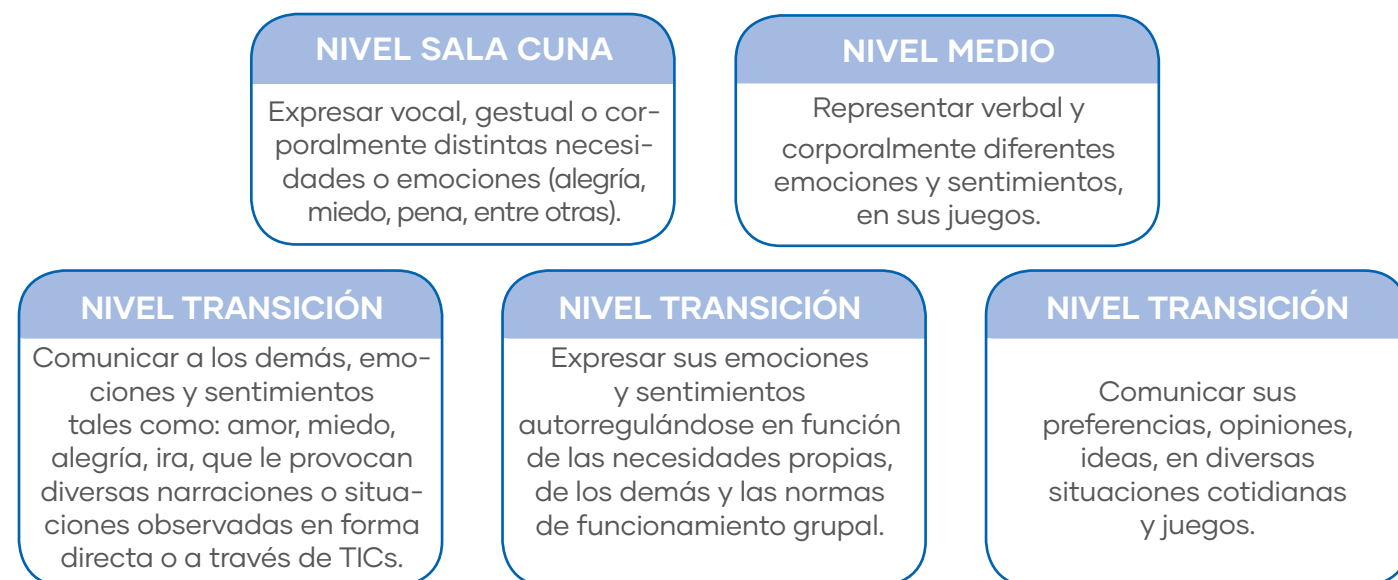 NIVEL SALA CUNA
Expresar vocal, gestual o cor-
poralmente distintas necesi-
dades o emociones (alegría,
miedo, pena, entre otras).
NIVEL MEDIO
Representar verbal y
corporalmente diferentes
emociones y sentimientos,
en sus juegos.
NIVEL TRANSICIÓN
Comunicar a los demás, emo-
ciones y sentimientos
tales como: amor, miedo,
alegría, ira, que le provocan
diversas narraciones o situa-
ciones observadas en forma
directa o a través de TICs.
NIVEL TRANSICIÓN
Expresar sus emociones
y sentimientos
autorregulándose en función
de las necesidades propias,
de los demás y las normas
de funcionamiento grupal.
NIVEL TRANSICIÓN
Comunicar sus
preferencias, opiniones,
ideas, en diversas
situaciones cotidianas
y juegos.